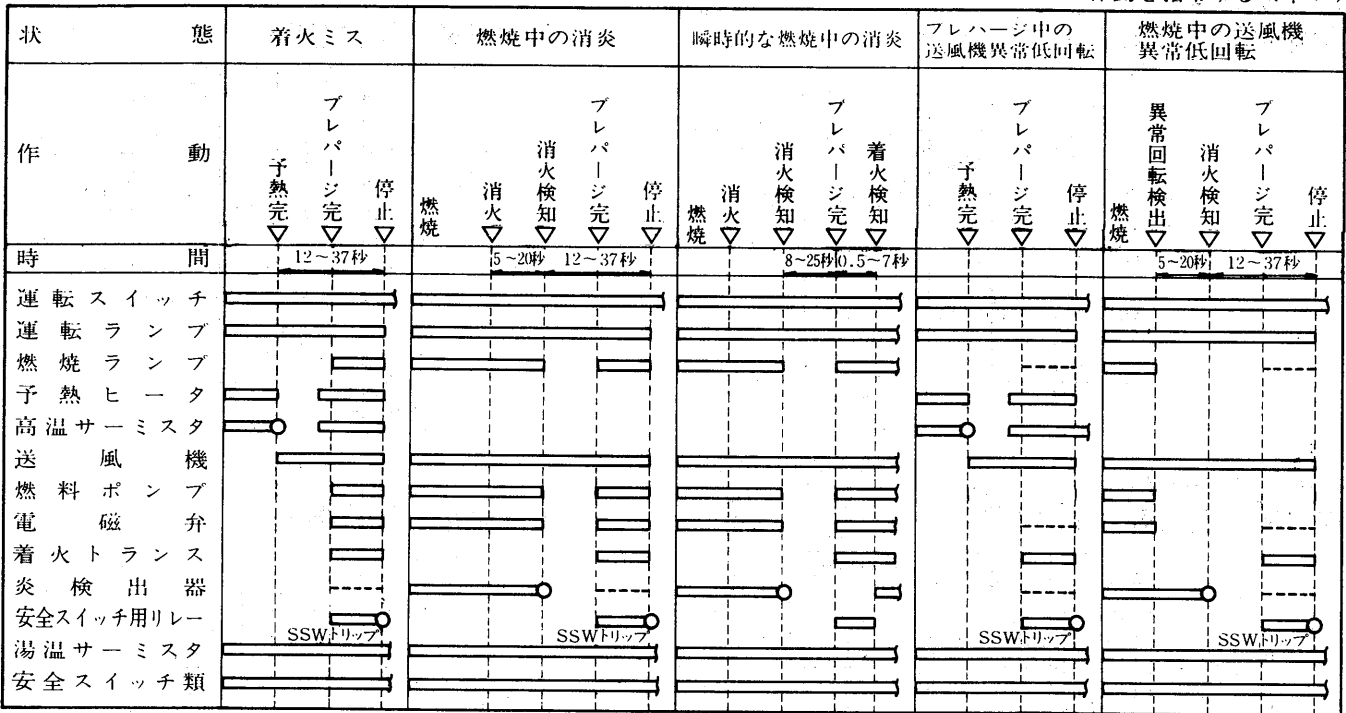 状態
着火ミス
燃焼中の消炎
瞬時的な燃焼中の消炎
プレパージ中の
送風機異常低回転
燃焼中の送風機
異常低回転
作動
予熱完
プレパージ完
停止
燃焼
消火
消火検知
プレパージ完
停止
燃焼
消火
消火検知
プレパージ完
着火検知
予熱完
プレパージ完
停止
燃焼
異常回転検出
消火検知
プレパージ完
停止
時間
12～37秒
5～20秒
12～37秒
8～25秒
0.5～7秒
5～20秒
12～37秒
運転スイッチ
運転ランプ
燃焼ランプ
予熱ヒータ
高温サーミスタ
送風機
燃料ポンプ
電磁弁
着火トランス
炎検出器
安全スイッチ用リレー
SSWトリップ
SSWトリップ
SSWトリップ
SSWトリップ
湯温サーミスタ
安全スイッチ類